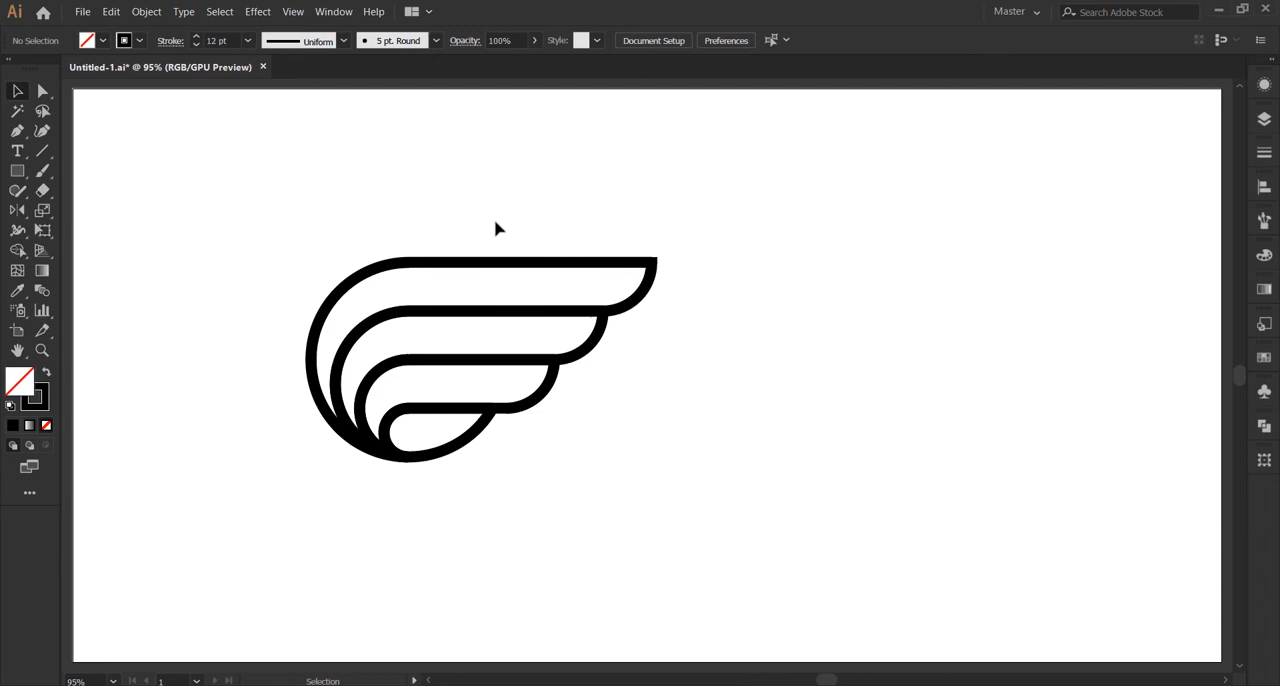 Ai File Edit Object Type Select Effect View Window Help Master Search Adobe Stock
No Selection Stroke: 12 pt Uniform 5 pt. Round Opacity: 100% Style: Document Setup Preferences
Untitled-1.ai* @ 95% (RGB/GPU Preview) ×
T
95% 1 Selection